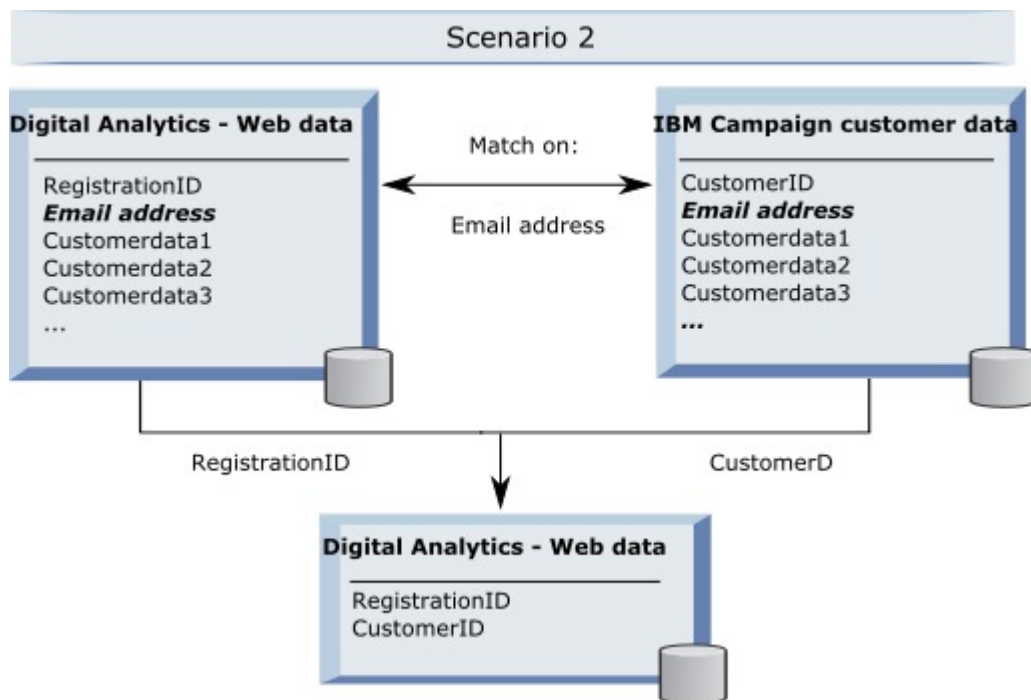 Scenario 2
Digital Analytics - Web data
RegistrationID
Email address
Customerdata1
Customerdata2
Customerdata3
...
Match on:
Email address
IBM Campaign customer data
CustomerID
Email address
Customerdata1
Customerdata2
Customerdata3
...
RegistrationID
CustomerD
Digital Analytics - Web data
RegistrationID
CustomerID